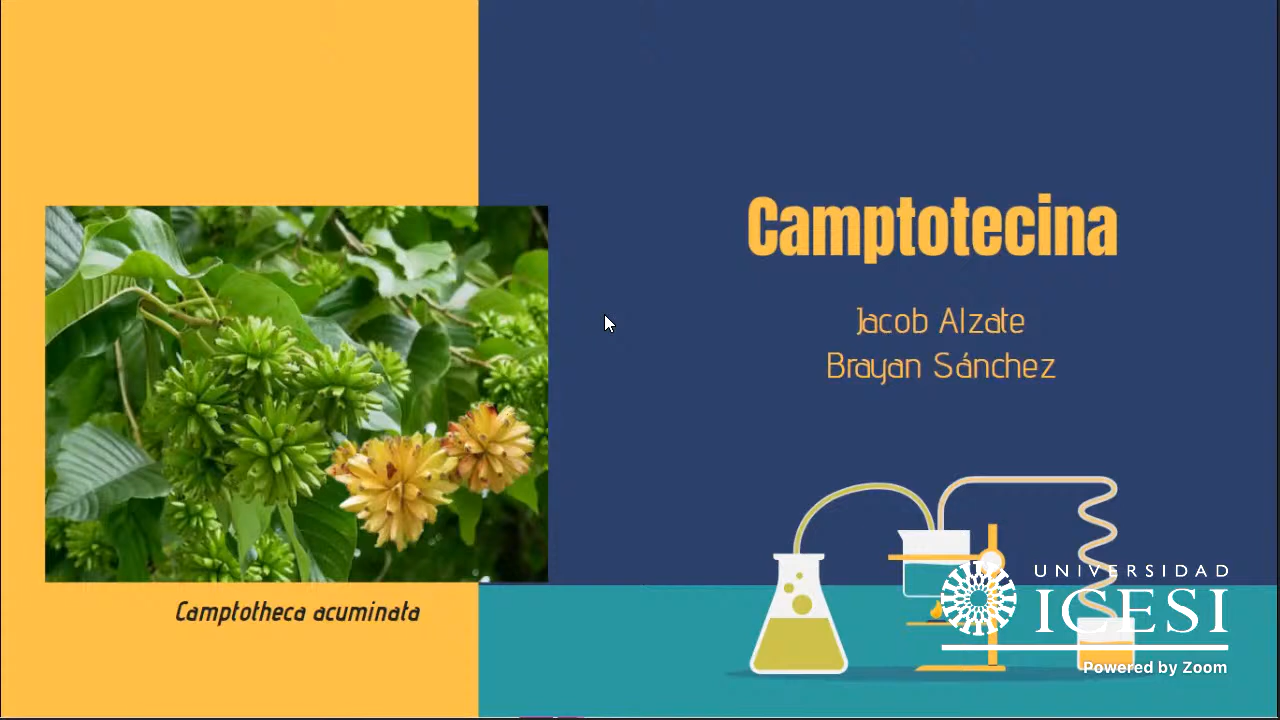 Camptotecina
Jacob Alzate
Brayan Sánchez
Camptotheca acuminata
UNIVERSIDAD
ICESI
Powered by Zoom